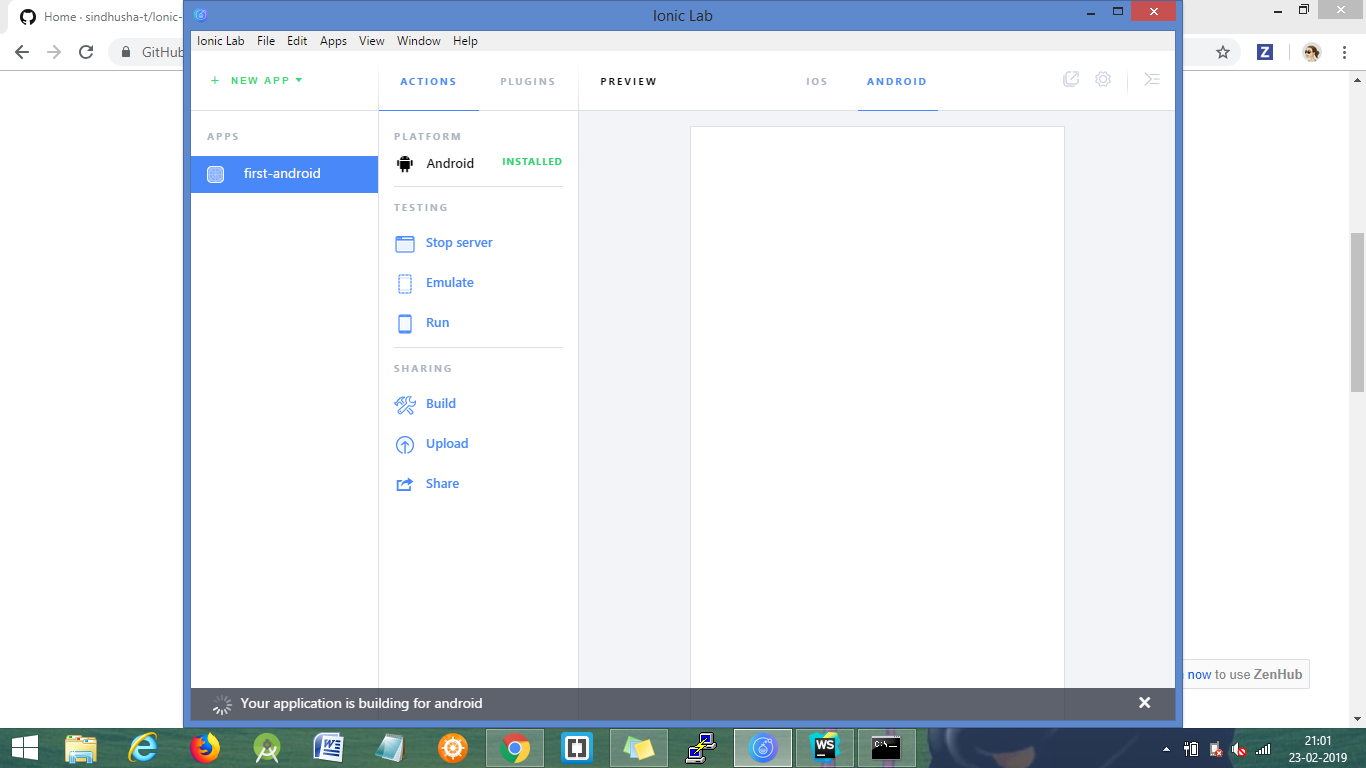 Home · sindhusha-t/Ionic-
Ionic Lab
GitHub
Ionic Lab File Edit Apps View Window Help
+ NEW APP
ACTIONS PLUGINS
PREVIEW
IOS ANDROID
APPS
first-android
PLATFORM
Android INSTALLED
TESTING
Stop server
Emulate
Run
SHARING
Build
Upload
Share
now to use ZenHub
Your application is building for android
Z
WS
C:\
21:01
23-02-2019